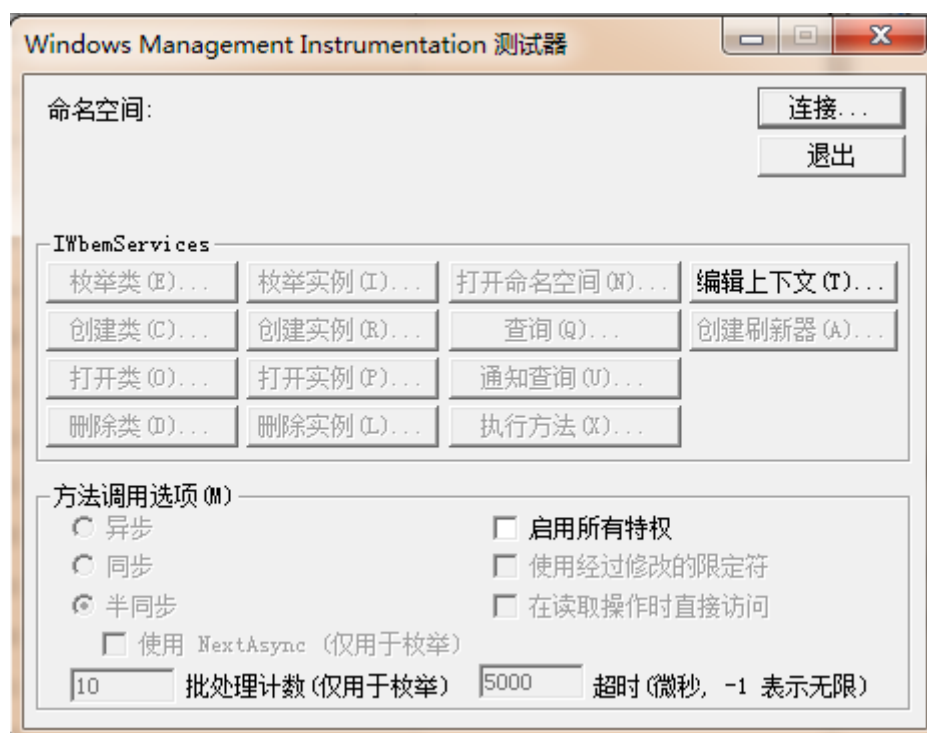 Windows Management Instrumentation 测试器
命名空间:
连接...
退出
IWbemServices
枚举类(E)... 枚举实例(I)... 打开命名空间(N)... 编辑上下文(T)...
创建类(C)... 创建实例(R)... 查询(Q)... 创建刷新器(A)...
打开类(O)... 打开实例(P)... 通知查询(U)...
删除类(D)... 删除实例(L)... 执行方法(X)...
方法调用选项(M)
异步 启用所有特权
同步 使用经过修改的限定符
半同步 在读取操作时直接访问
使用 NextAsync (仅用于枚举)
10 批处理计数(仅用于枚举) 5000 超时(微秒, -1 表示无限)